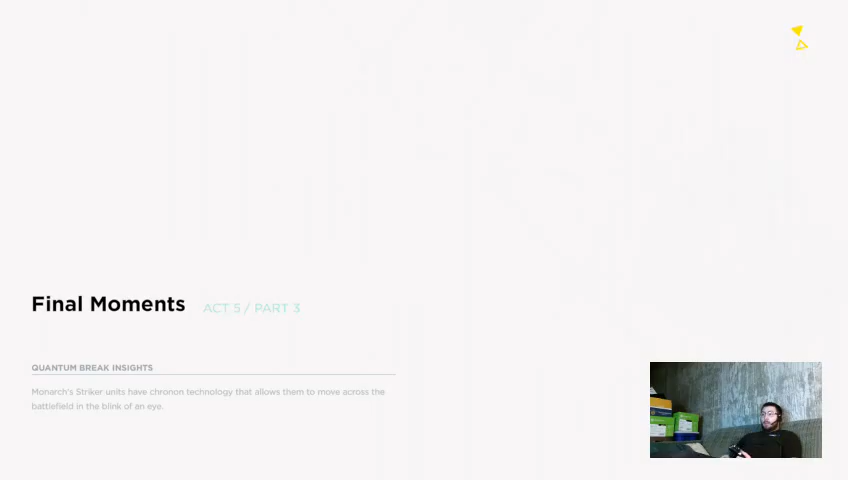 Final Moments ACT 5 / PART 3
QUANTUM BREAK INSIGHTS
Monarch's Striker units have chronon technology that allows them to move across the
battlefield in the blink of an eye.